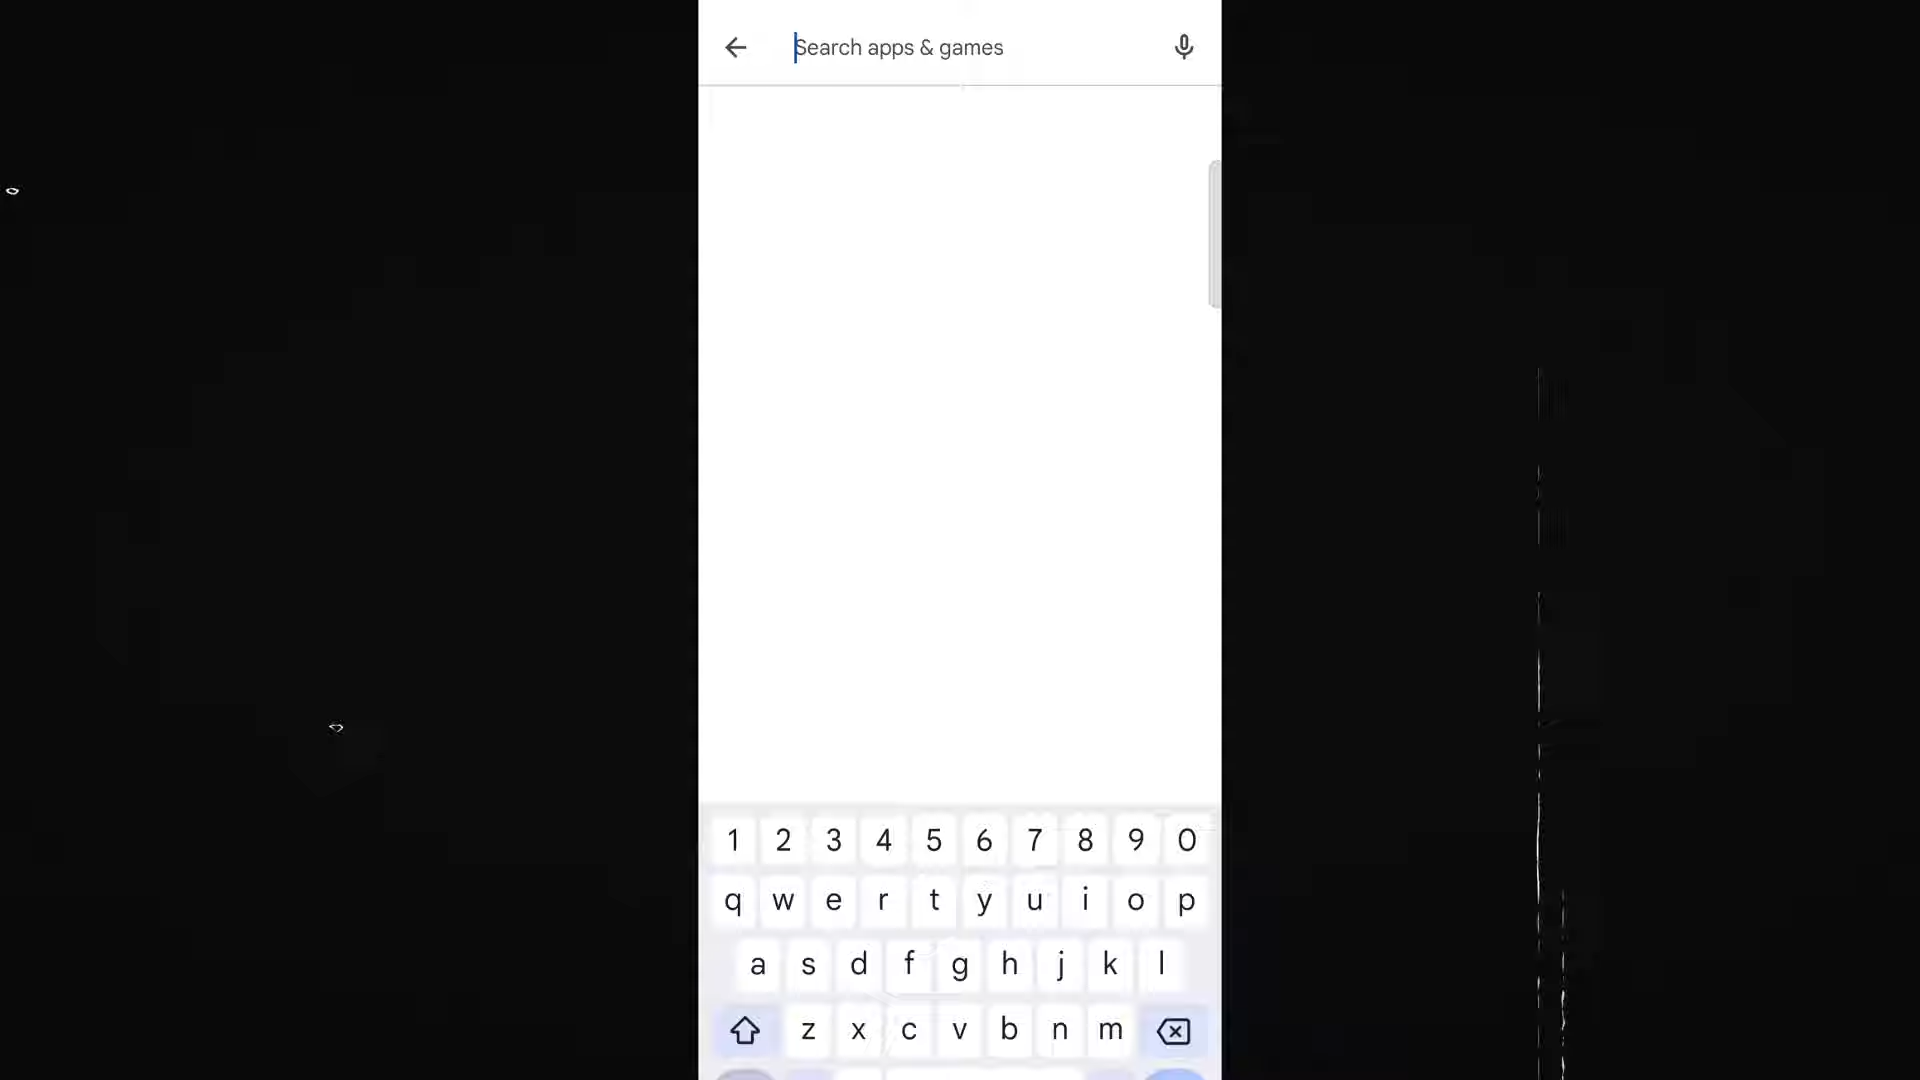 Search apps & games
1 2 3 4 5 6 7 8 9 0
q w e r t y u i o p
a s d f g h j k l
z x c v b n m